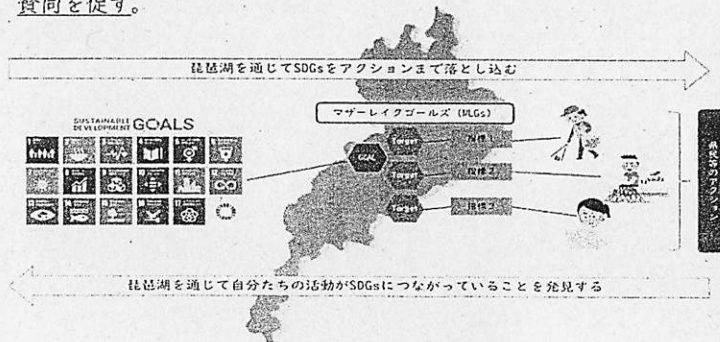 賛同を促す。
琵琶湖を通じてSDGsをアクションまで落とし込む
マザーレイクゴールズ（MLGs）
SUSTAINABLE DEVELOPMENT GOALS
GOAL
Target
指標
Target
指標2
Target
指標3
琵琶湖を通じて自分たちの活動がSDGsにつながっていることを発見する